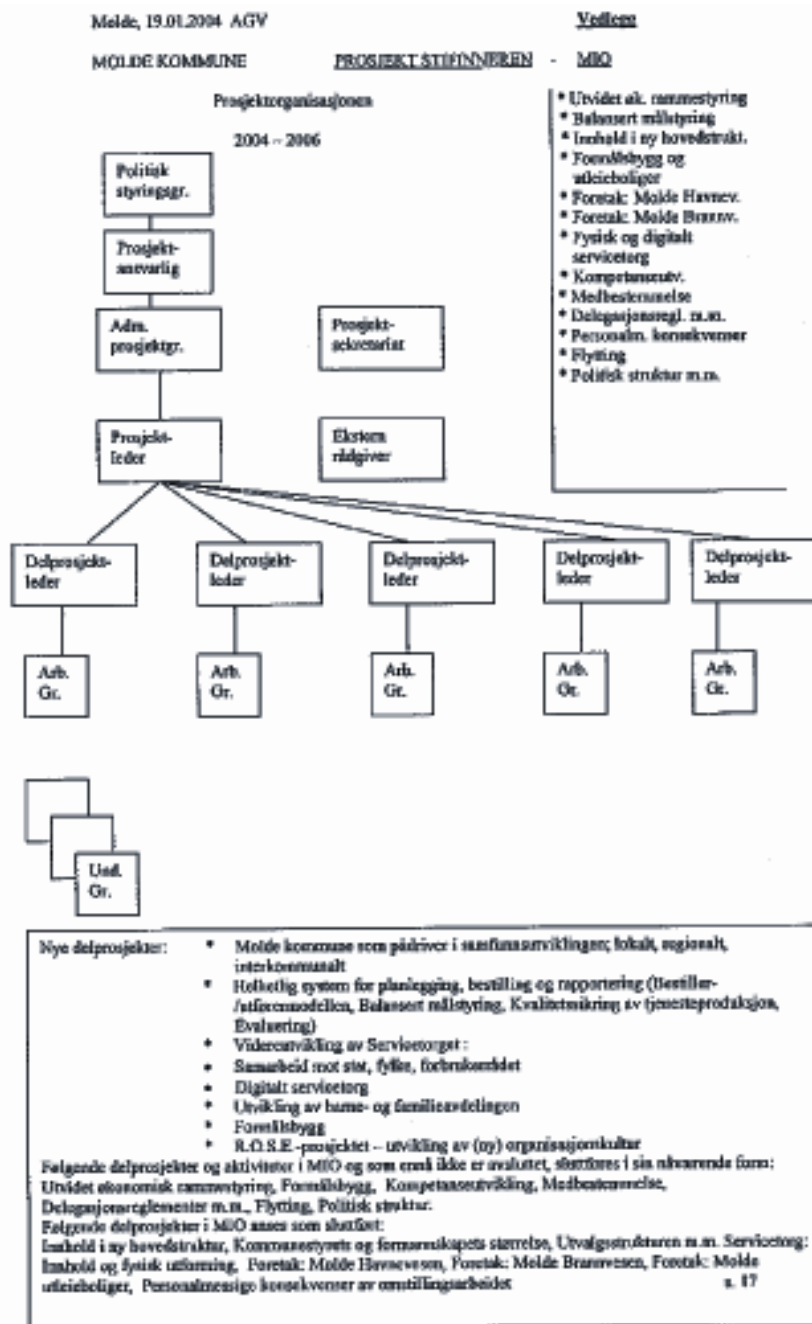 Molde, 19.01.2004 AGV
Vedlegg
MOLDE KOMMUNE PROSJEKT STIFINNEREN - MIO
Prosjektorganisasjonen
2004 – 2006
* Utvidet øk. rammestyring
* Balansert målstyring
* Innhold i ny hovedstrukt.
* Formålsbygg og
utleieboliger
* Foretak: Molde Havnev.
* Foretak: Molde Brannv.
* Fysisk og digitalt
servicetorg
* Kompetanseutv.
* Medbestemmelse
* Delegasjonsregl. m.m.
* Personalm. konsekvenser
* Flytting
* Politisk struktur m.m.
Politisk
styringsgr.
Prosjekt-
ansvarlig
Adm.
prosjektgr.
Prosjekt-
sekretariat
Prosjekt-
leder
Ekstern
rådgiver
Delprosjekt-
leder
Delprosjekt-
leder
Delprosjekt-
leder
Delprosjekt-
leder
Delprosjekt-
leder
Arb.
Gr.
Arb.
Gr.
Arb.
Gr.
Arb.
Gr.
Arb.
Gr.
Und.
Gr.
Nye delprosjekter: * Molde kommune som pådriver i samfunnsutviklingen; lokalt, regionalt,
interkommunalt
* Helhetlig system for planlegging, bestilling og rapportering (Bestiller-
/utførermodellen, Balansert målstyring, Kvalitetssikring av tjenesteproduksjon,
Evaluering)
* Videreutvikling av Servicetorget :
* Samarbeid mot stat, fylke, forbrukerrådet
* Digitalt servicetorg
* Utvikling av barne- og familieavdelingen
* Formålsbygg
* R.O.S.E.-prosjektet – utvikling av (ny) organisasjonskultur
Følgende delprosjekter og aktiviteter i MIO og som ennå ikke er avsluttet, sluttføres i sin nåværende form:
Utvidet økonomisk rammestyring, Formålsbygg, Kompetanseutvikling, Medbestemmelse,
Delegasjonsreglementer m.m., Flytting, Politisk struktur.
Følgende delprosjekter i MIO anses som sluttført:
Innhold i ny hovedstruktur, Kommunestyrets og formannskapets størrelse, Utvalgsstrukturen m.m. Servicetorg:
Innhold og fysisk utforming, Foretak: Molde Havnevesen, Foretak: Molde Brannvesen, Foretak: Molde
utleieboliger, Personalmessige konsekvenser av omstillingsarbeidet s. 17